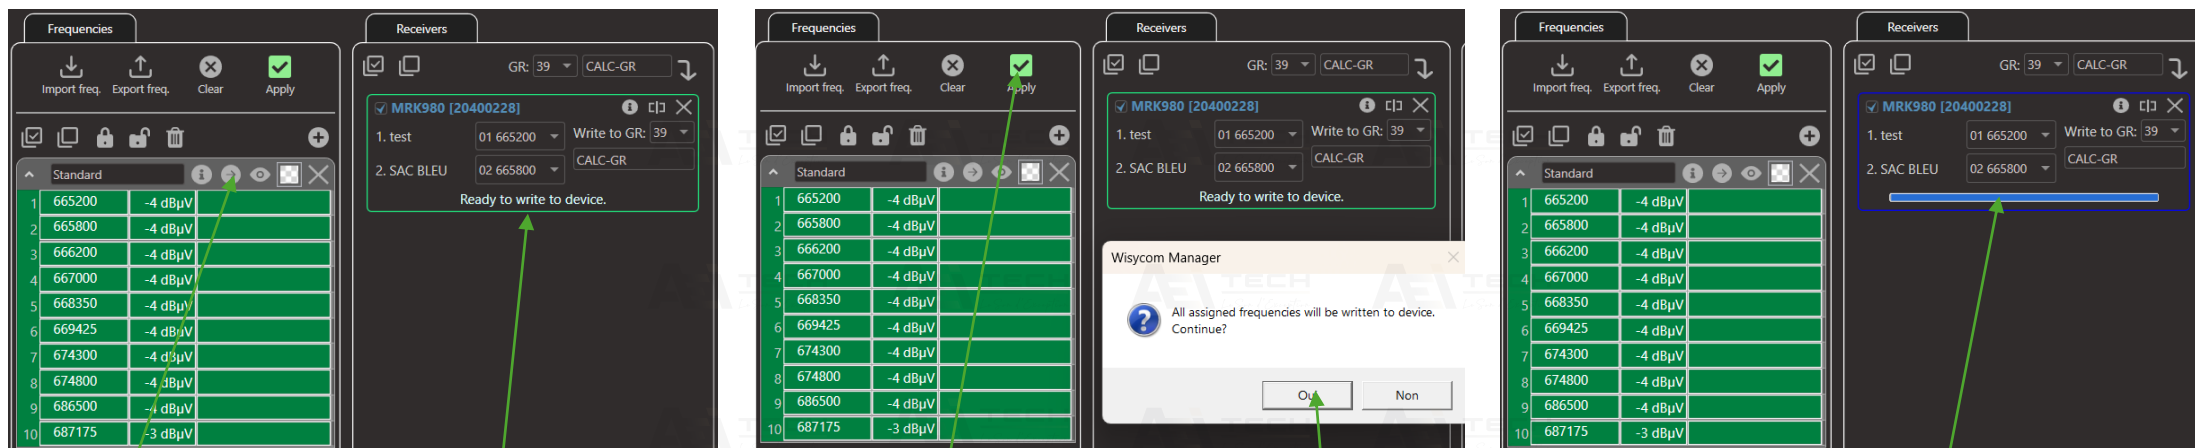 Frequencies
Receivers
Import freq. Export freq. Clear Apply
GR: 39 CALC-GR
MRK980 [20400228]
1. test 01 665200 Write to GR: 39
2. SAC BLEU 02 665800 CALC-GR
Ready to write to device.
Standard
1 665200 -4 dBµV
2 665800 -4 dBµV
3 666200 -4 dBµV
4 667000 -4 dBµV
5 668350 -4 dBµV
6 669425 -4 dBµV
7 674300 -4 dBµV
8 674800 -4 dBµV
9 686500 -4 dBµV
10 687175 -3 dBµV
Frequencies
Receivers
Import freq. Export freq. Clear Apply
GR: 39 CALC-GR
MRK980 [20400228]
1. test 01 665200 Write to GR: 39
2. SAC BLEU 02 665800 CALC-GR
Ready to write to device.
Standard
1 665200 -4 dBµV
2 665800 -4 dBµV
3 666200 -4 dBµV
4 667000 -4 dBµV
5 668350 -4 dBµV
6 669425 -4 dBµV
7 674300 -4 dBµV
8 674800 -4 dBµV
9 686500 -4 dBµV
10 687175 -3 dBµV
Wisycom Manager
All assigned frequencies will be written to device.
Continue?
Oui Non
Frequencies
Receivers
Import freq. Export freq. Clear Apply
GR: 39 CALC-GR
MRK980 [20400228]
1. test 01 665200 Write to GR: 39
2. SAC BLEU 02 665800 CALC-GR
Standard
1 665200 -4 dBµV
2 665800 -4 dBµV
3 666200 -4 dBµV
4 667000 -4 dBµV
5 668350 -4 dBµV
6 669425 -4 dBµV
7 674300 -4 dBµV
8 674800 -4 dBµV
9 686500 -4 dBµV
10 687175 -3 dBµV